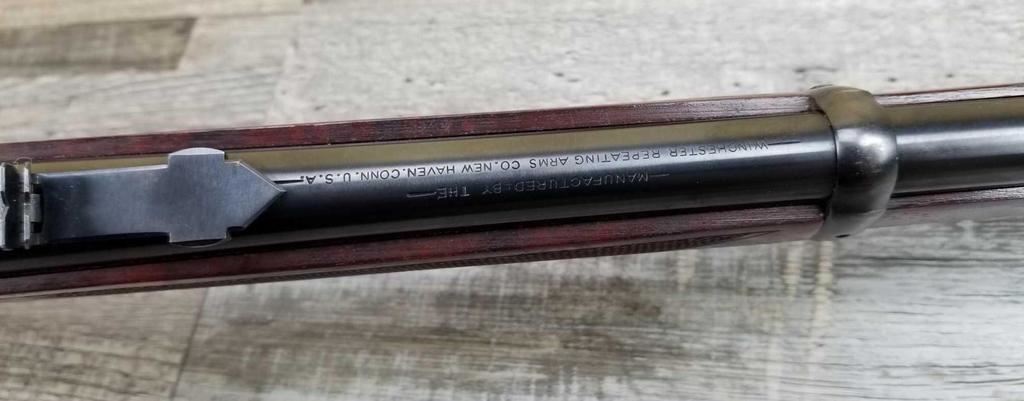 —MANUFACTURED BY THE—
—WINCHESTER REPEATING ARMS CO. NEW HAVEN. CONN. U.S.A.—